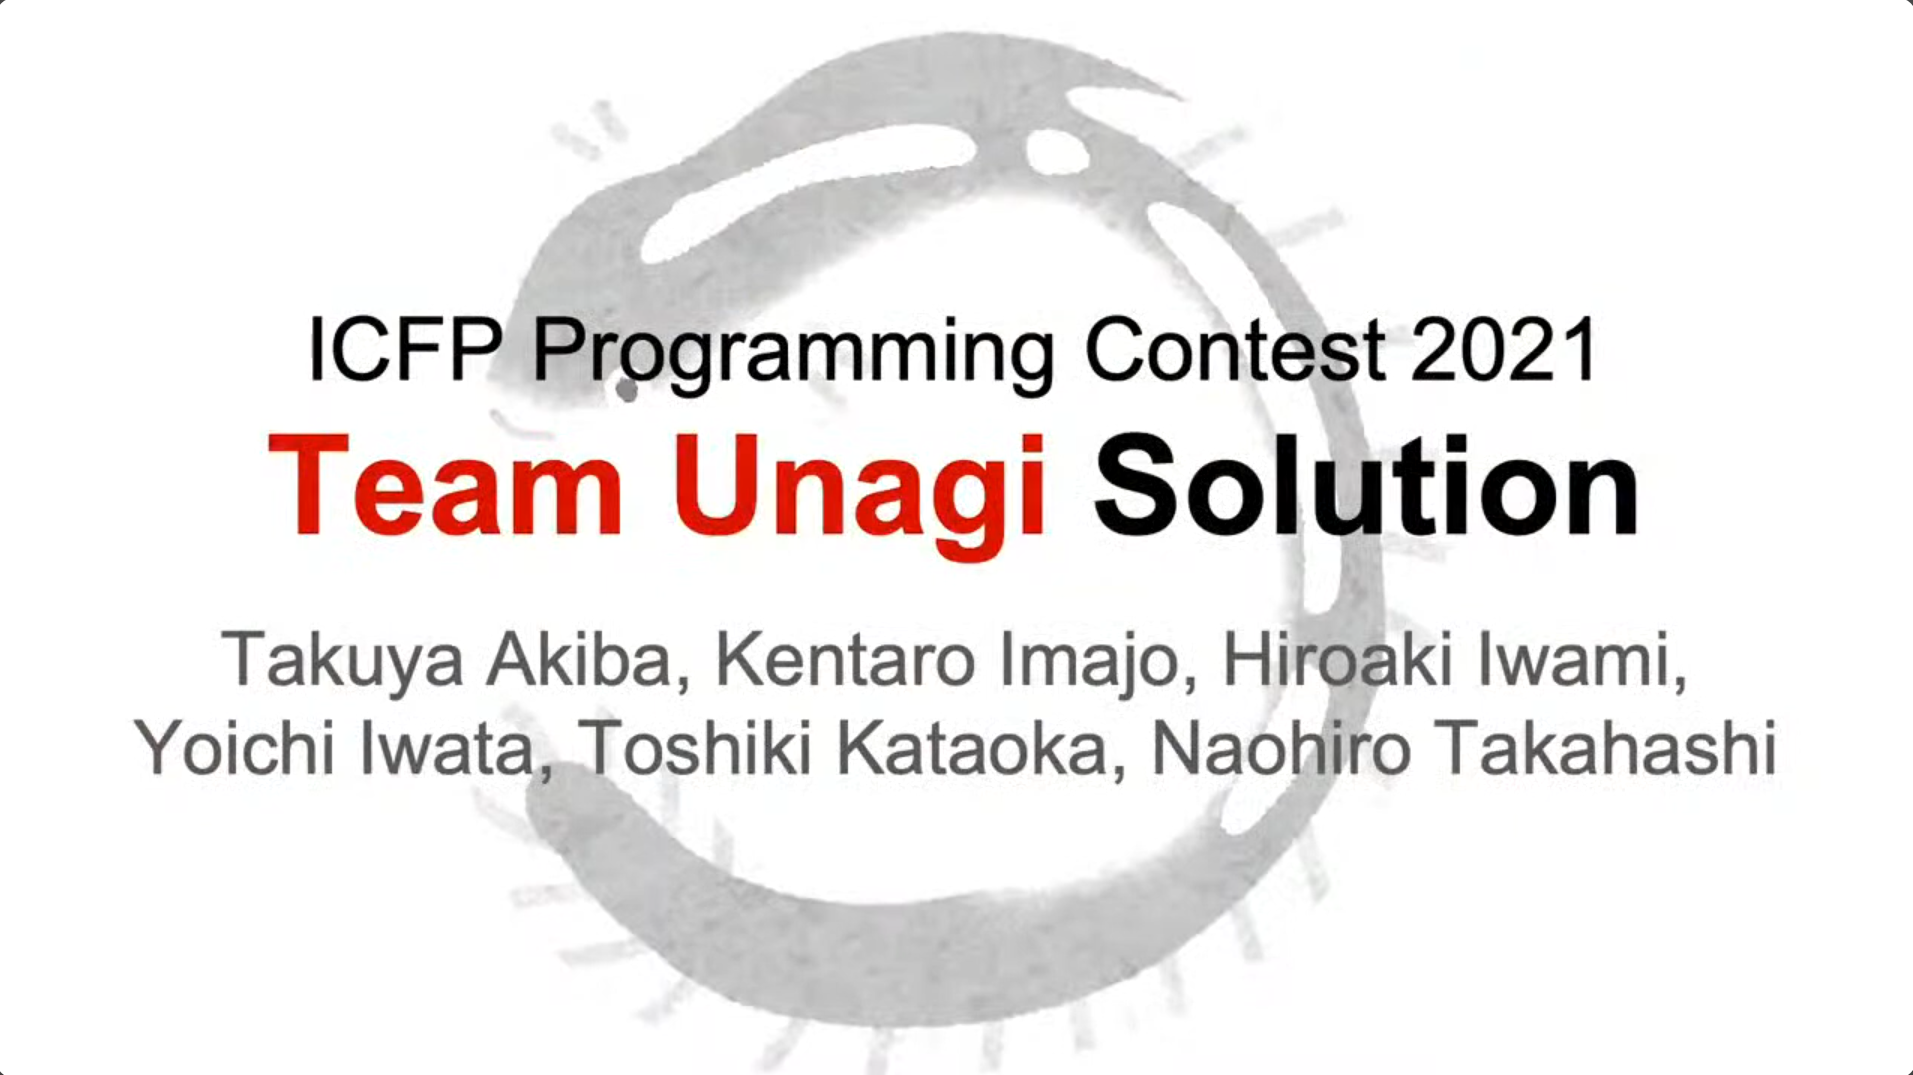 ICFP Programming Contest 2021
Team Unagi Solution
Takuya Akiba, Kentaro Imajo, Hiroaki Iwami,
Yoichi Iwata, Toshiki Kataoka, Naohiro Takahashi